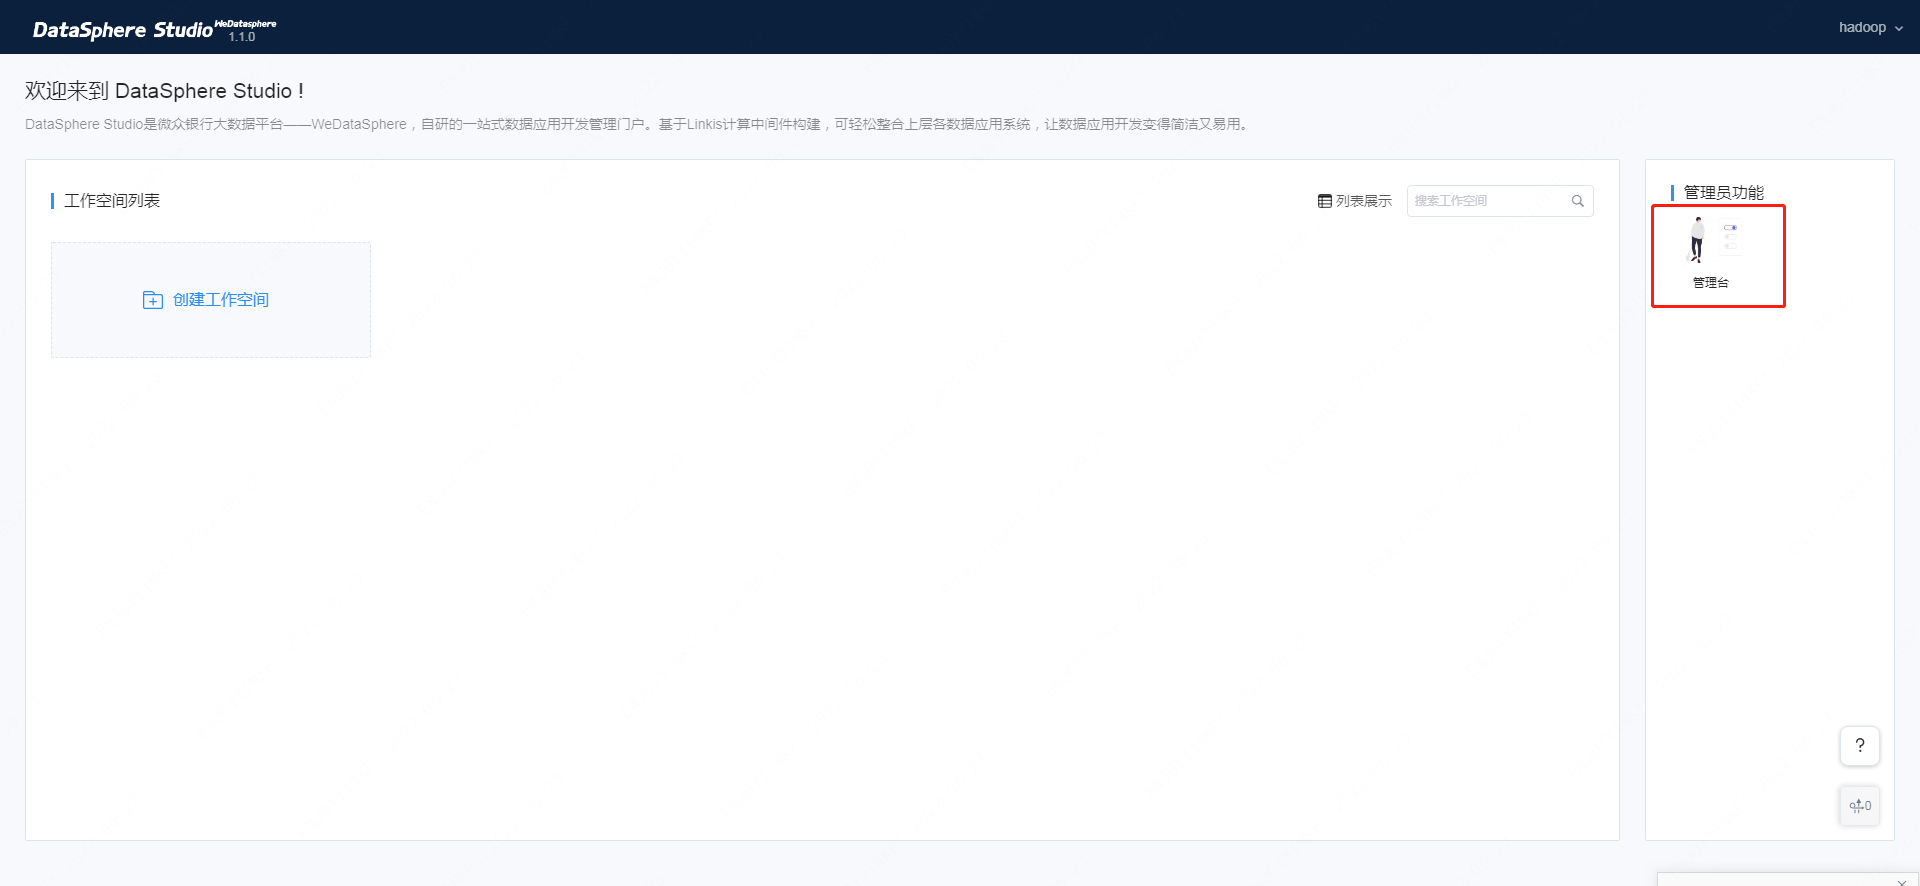 DataSphere Studio WeDatasphere
1.1.0
hadoop
欢迎来到 DataSphere Studio !
DataSphere Studio是微众银行大数据平台——WeDataSphere，自研的一站式数据应用开发管理门户。基于Linkis计算中间件构建，可轻松整合上层各数据应用系统，让数据应用开发变得简洁又易用。
工作空间列表
列表展示
搜索工作空间
创建工作空间
管理员功能
管理台
?
0